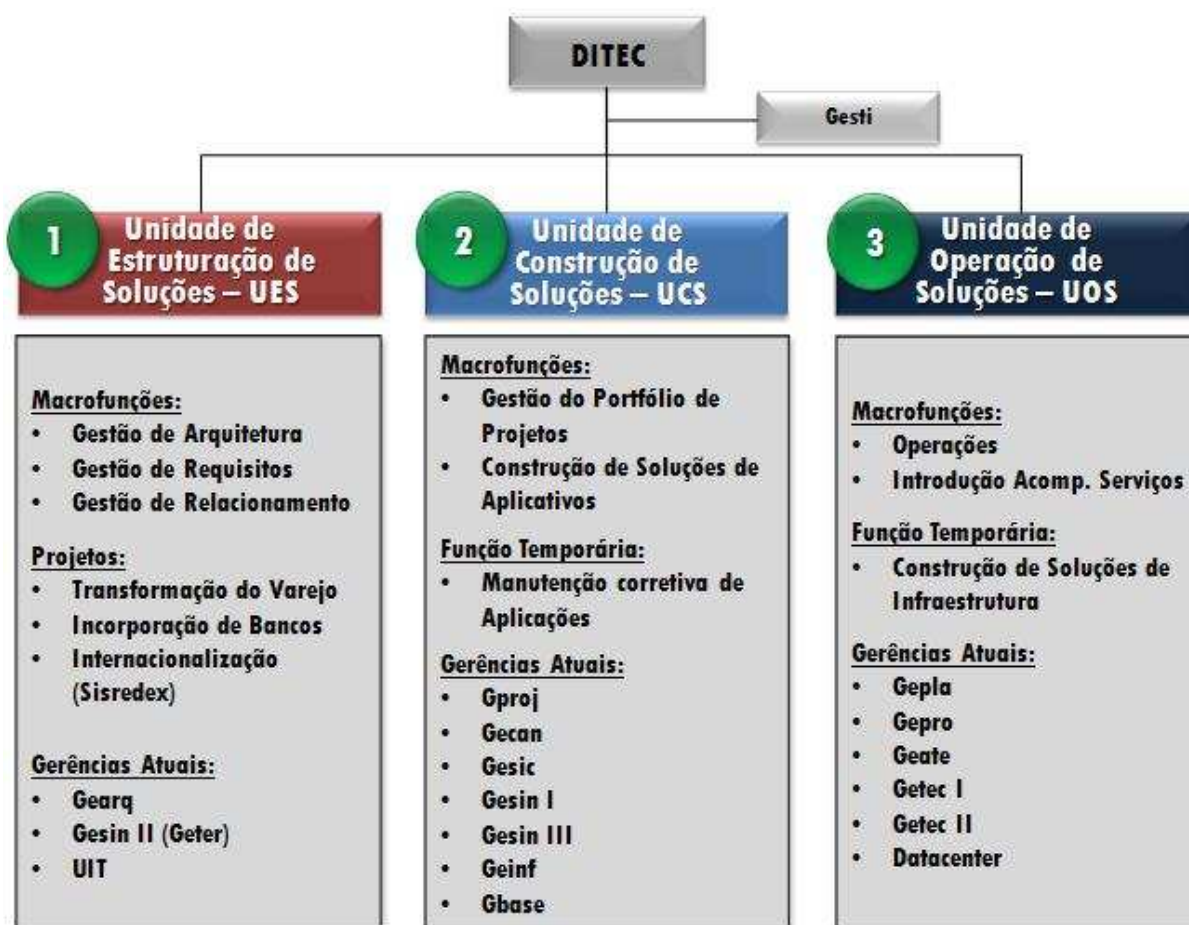 DITEC
Gesti
1
Unidade de
Estruturação de
Soluções – UES
2
Unidade de
Construção de
Soluções – UCS
3
Unidade de
Operação de
Soluções – UOS
Macrofunções:
• Gestão de Arquitetura
• Gestão de Requisitos
• Gestão de Relacionamento
Projetos:
• Transformação do Varejo
• Incorporação de Bancos
• Internacionalização
(Sisredex)
Gerências Atuais:
• Gearq
• Gesin II (Geter)
• UIT
Macrofunções:
• Gestão do Portfólio de
Projetos
• Construção de Soluções de
Aplicativos
Função Temporária:
• Manutenção corretiva de
Aplicações
Gerências Atuais:
• Gproj
• Gecan
• Gesic
• Gesin I
• Gesin III
• Geinf
• Gbase
Macrofunções:
• Operações
• Introdução Acomp. Serviços
Função Temporária:
• Construção de Soluções de
Infraestrutura
Gerências Atuais:
• Gepla
• Gepro
• Geate
• Getec I
• Getec II
• Datacenter